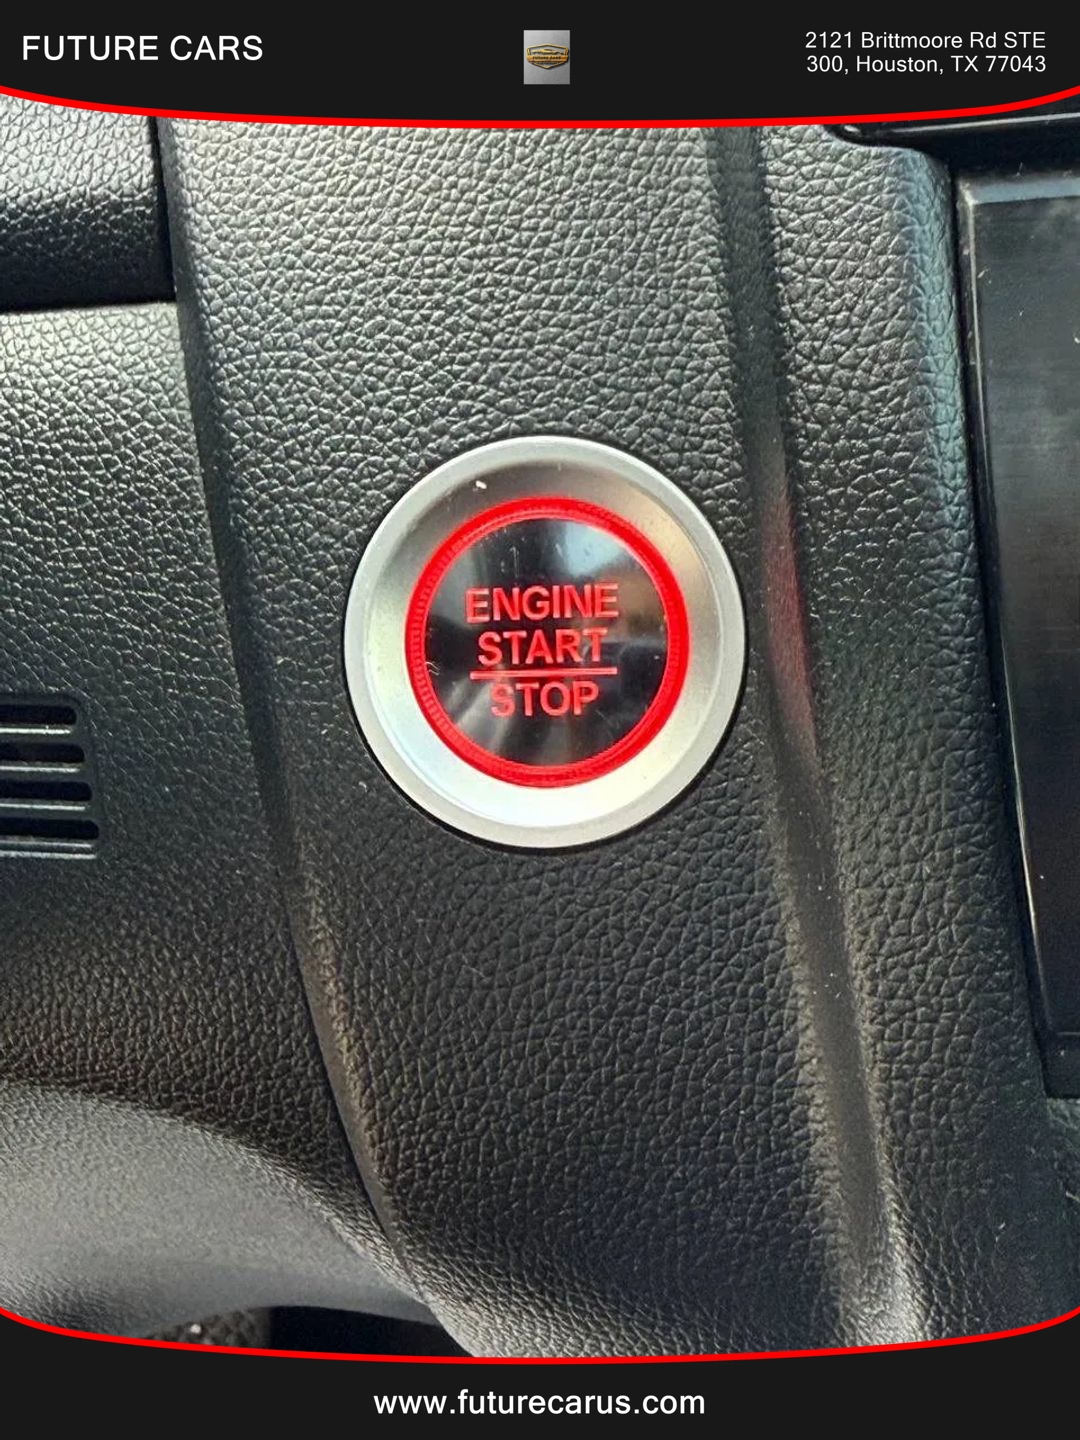 FUTURE CARS
2121 Brittmoore Rd STE
300, Houston, TX 77043
ENGINE
START
STOP
www.futurecarus.com